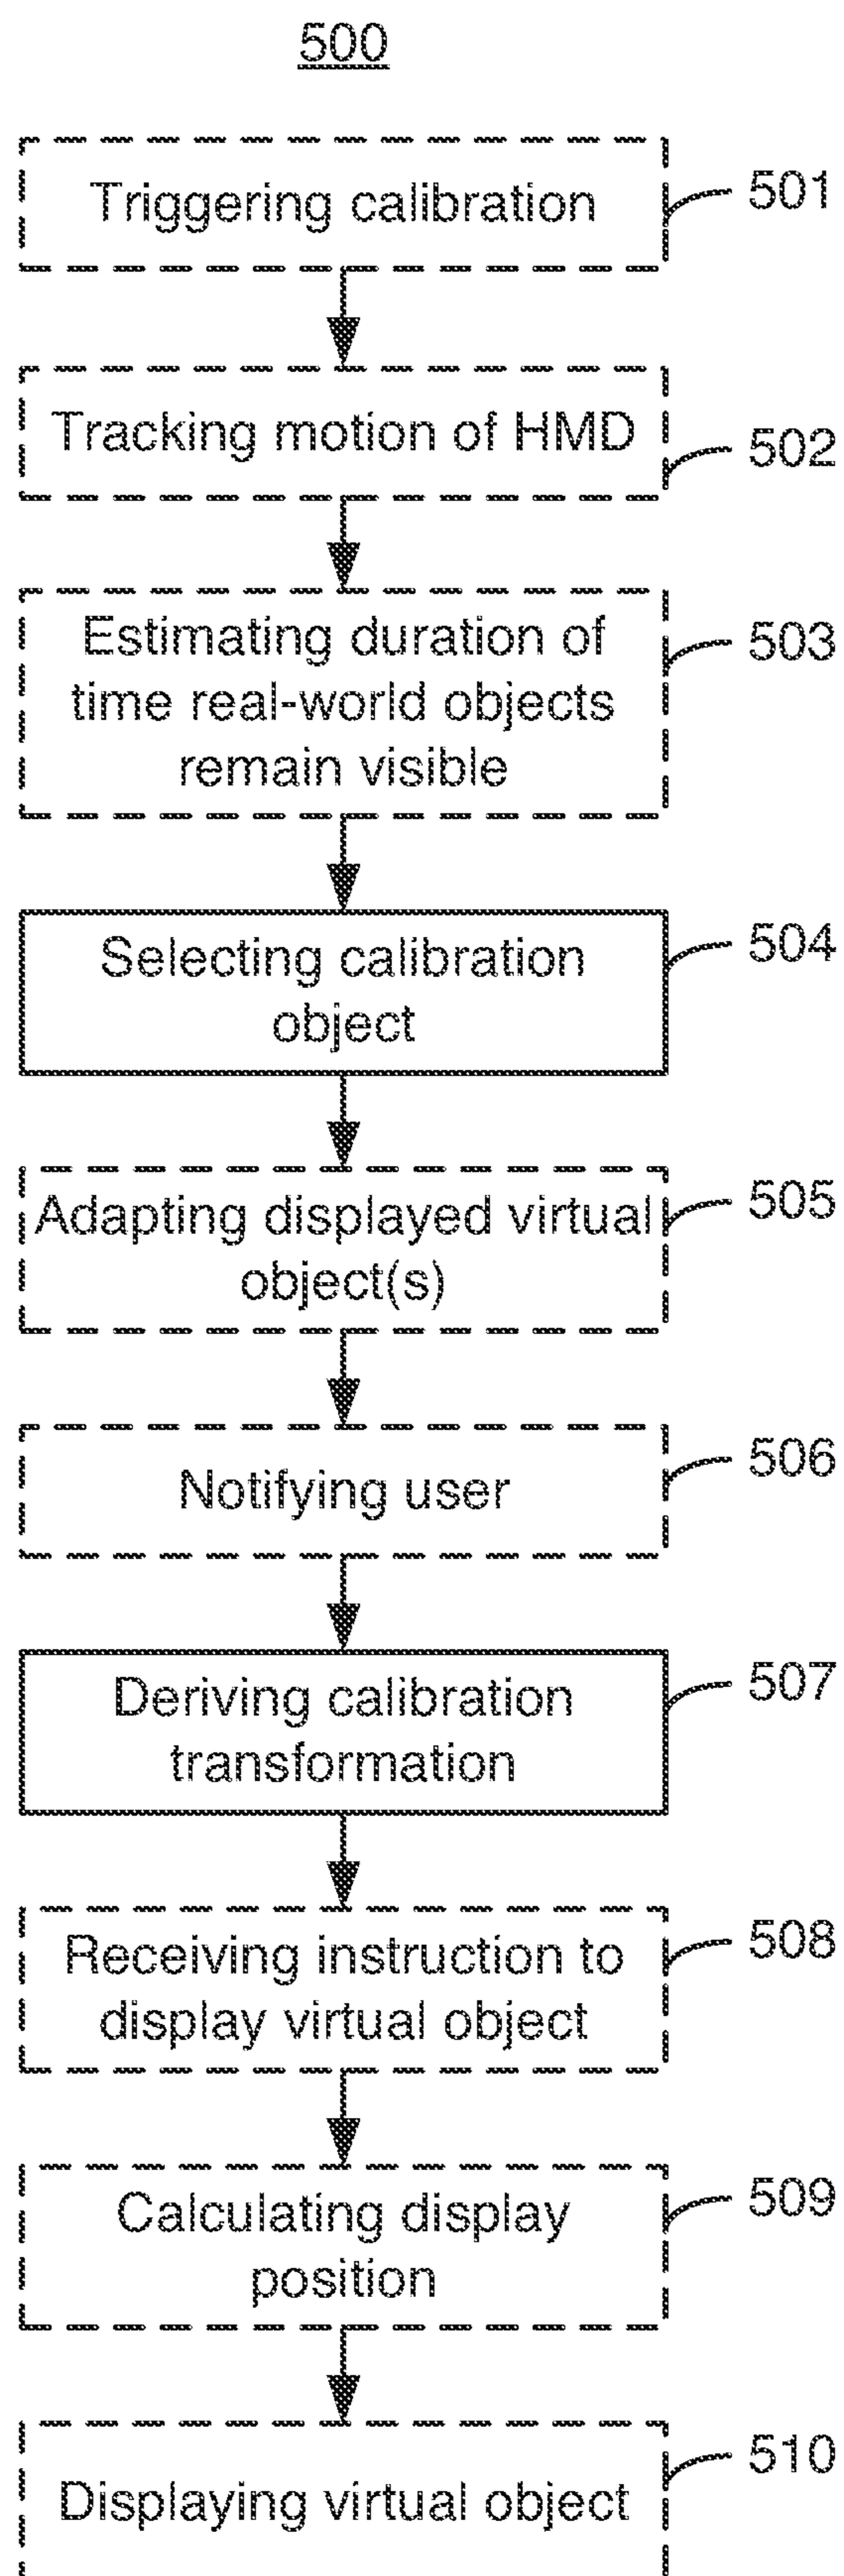 500
Triggering calibration
501
Tracking motion of HMD
502
Estimating duration of
time real-world objects
remain visible
503
Selecting calibration
object
504
Adapting displayed virtual
object(s)
505
Notifying user
506
Deriving calibration
transformation
507
Receiving instruction to
display virtual object
508
Calculating display
position
509
Displaying virtual object
510